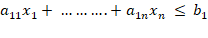 a₁₁x₁ + ………. + a₁ₙxₙ ≤ b₁